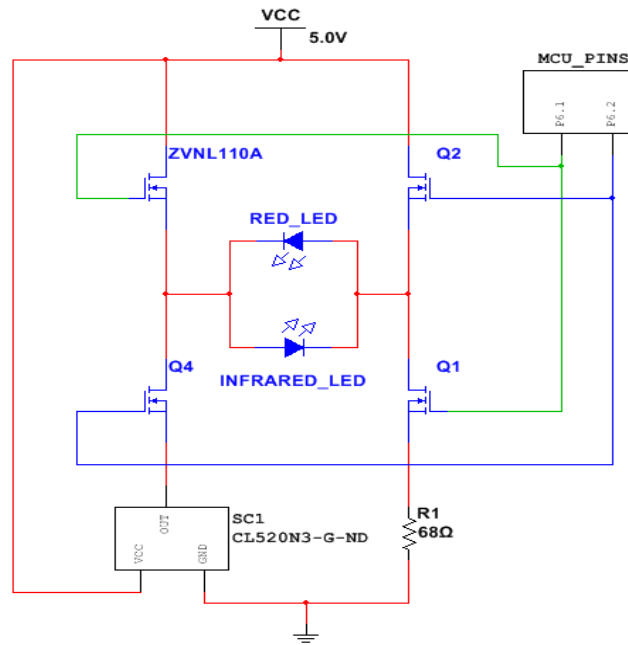 VCC
5.0V
MCU_PINS
P6.1
P6.2
ZVNL110A
Q2
RED_LED
Q4
Q1
INFRARED_LED
SC1
CL520N3-G-ND
OUT
VCC
GND
R1
68Ω